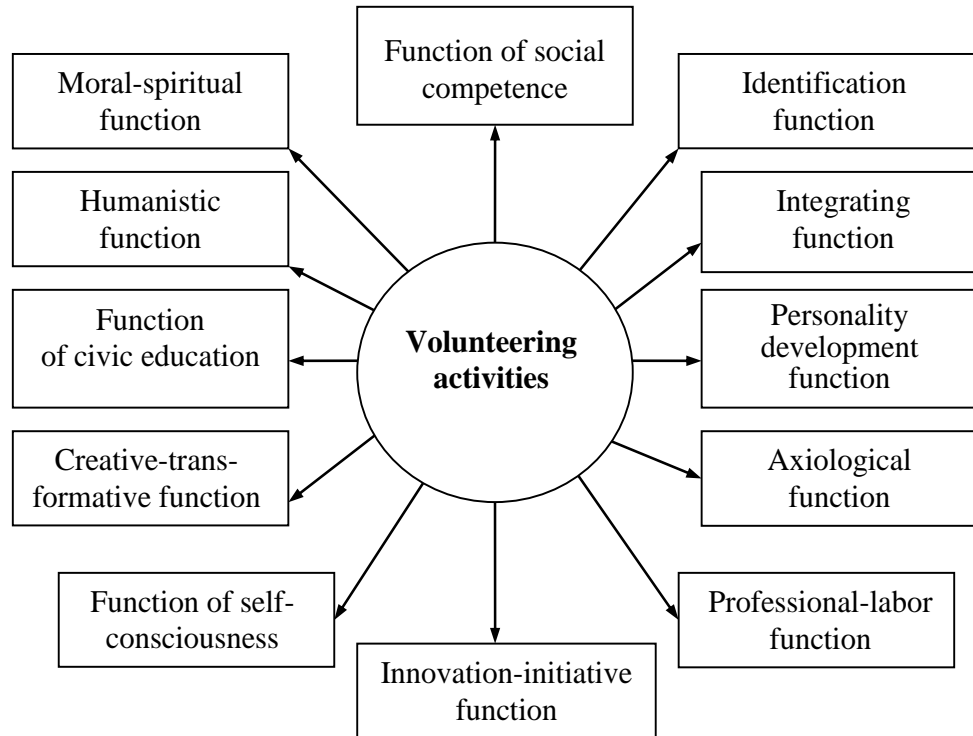 Function of social
competence
Moral-spiritual
function
Identification
function
Humanistic
function
Integrating
function
Function
of civic education
Volunteering
activities
Personality
development
function
Creative-trans-
formative function
Axiological
function
Function of self-
consciousness
Professional-labor
function
Innovation-initiative
function